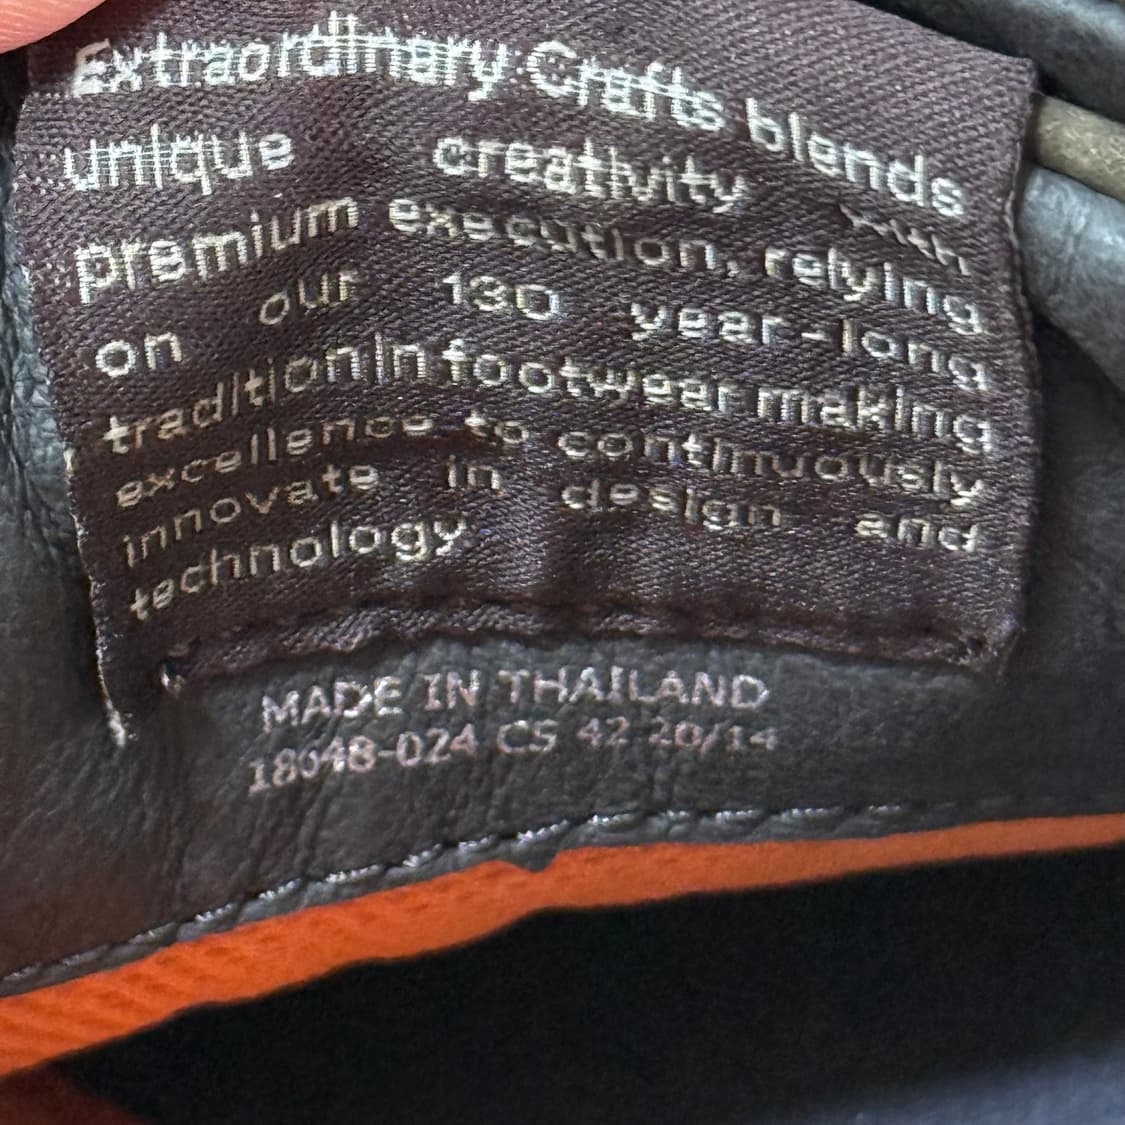 Extraordinary Crafts blends
unique creativity with
premium execution, relying
on our 130 year-long
tradition in footwear making
excellence to continuously
innovate in design and
technology.
MADE IN THAILAND
18648-024 CS 42 20/14